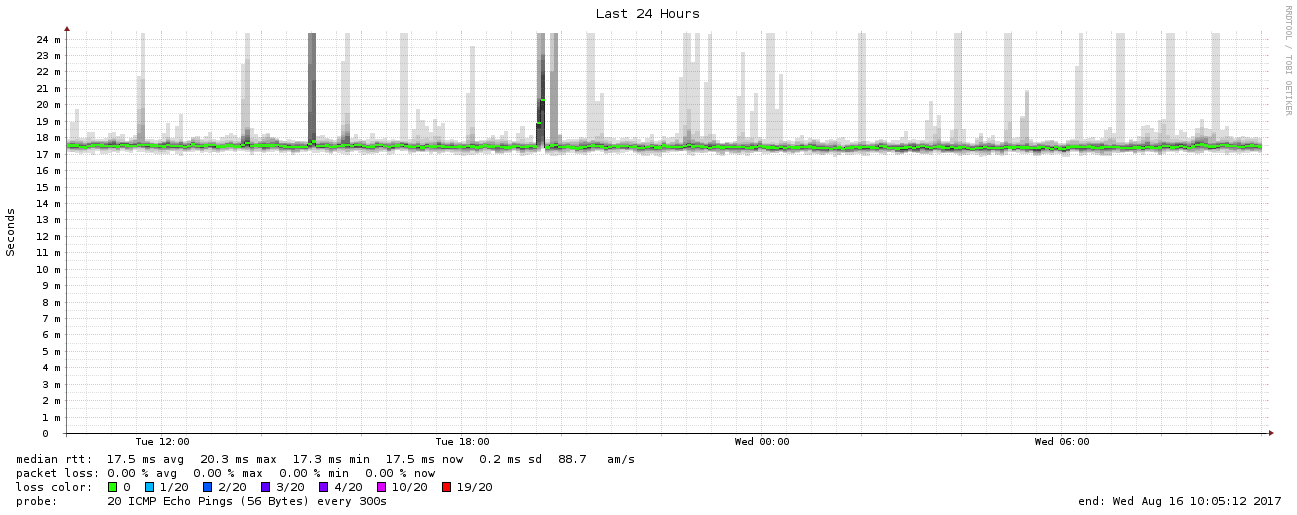 Last 24 Hours
RRDTOOL / TOBI OETIKER
24 m
23 m
22 m
21 m
20 m
19 m
18 m
17 m
16 m
15 m
14 m
13 m
12 m
11 m
10 m
9 m
8 m
7 m
6 m
5 m
4 m
3 m
2 m
1 m
0
Seconds
Tue 12:00 Tue 18:00 Wed 00:00 Wed 06:00
median rtt: 17.5 ms avg 20.3 ms max 17.3 ms min 17.5 ms now 0.2 ms sd 88.7 am/s
packet loss: 0.00 % avg 0.00 % max 0.00 % min 0.00 % now
loss color: 0 1/20 2/20 3/20 4/20 10/20 19/20
probe: 20 ICMP Echo Pings (56 Bytes) every 300s
end: Wed Aug 16 10:05:12 2017